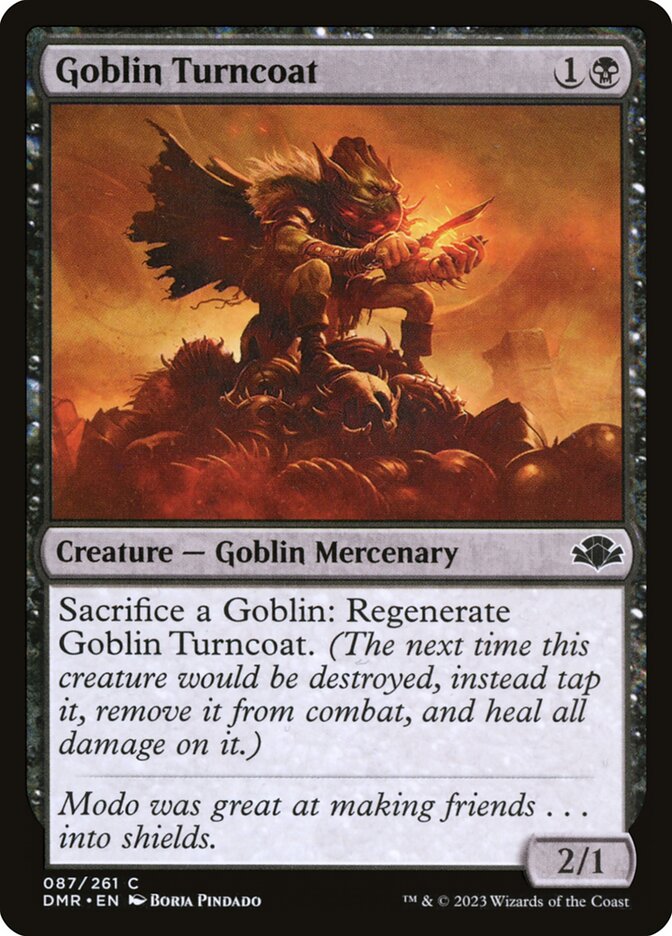 Goblin Turncoat 1
Creature — Goblin Mercenary
Sacrifice a Goblin: Regenerate
Goblin Turncoat. (The next time this
creature would be destroyed, instead tap
it, remove it from combat, and heal all
damage on it.)
Modo was great at making friends . . .
into shields.
2/1
087/261 C
DMR • EN Borja Pindado
™ & © 2023 Wizards of the Coast